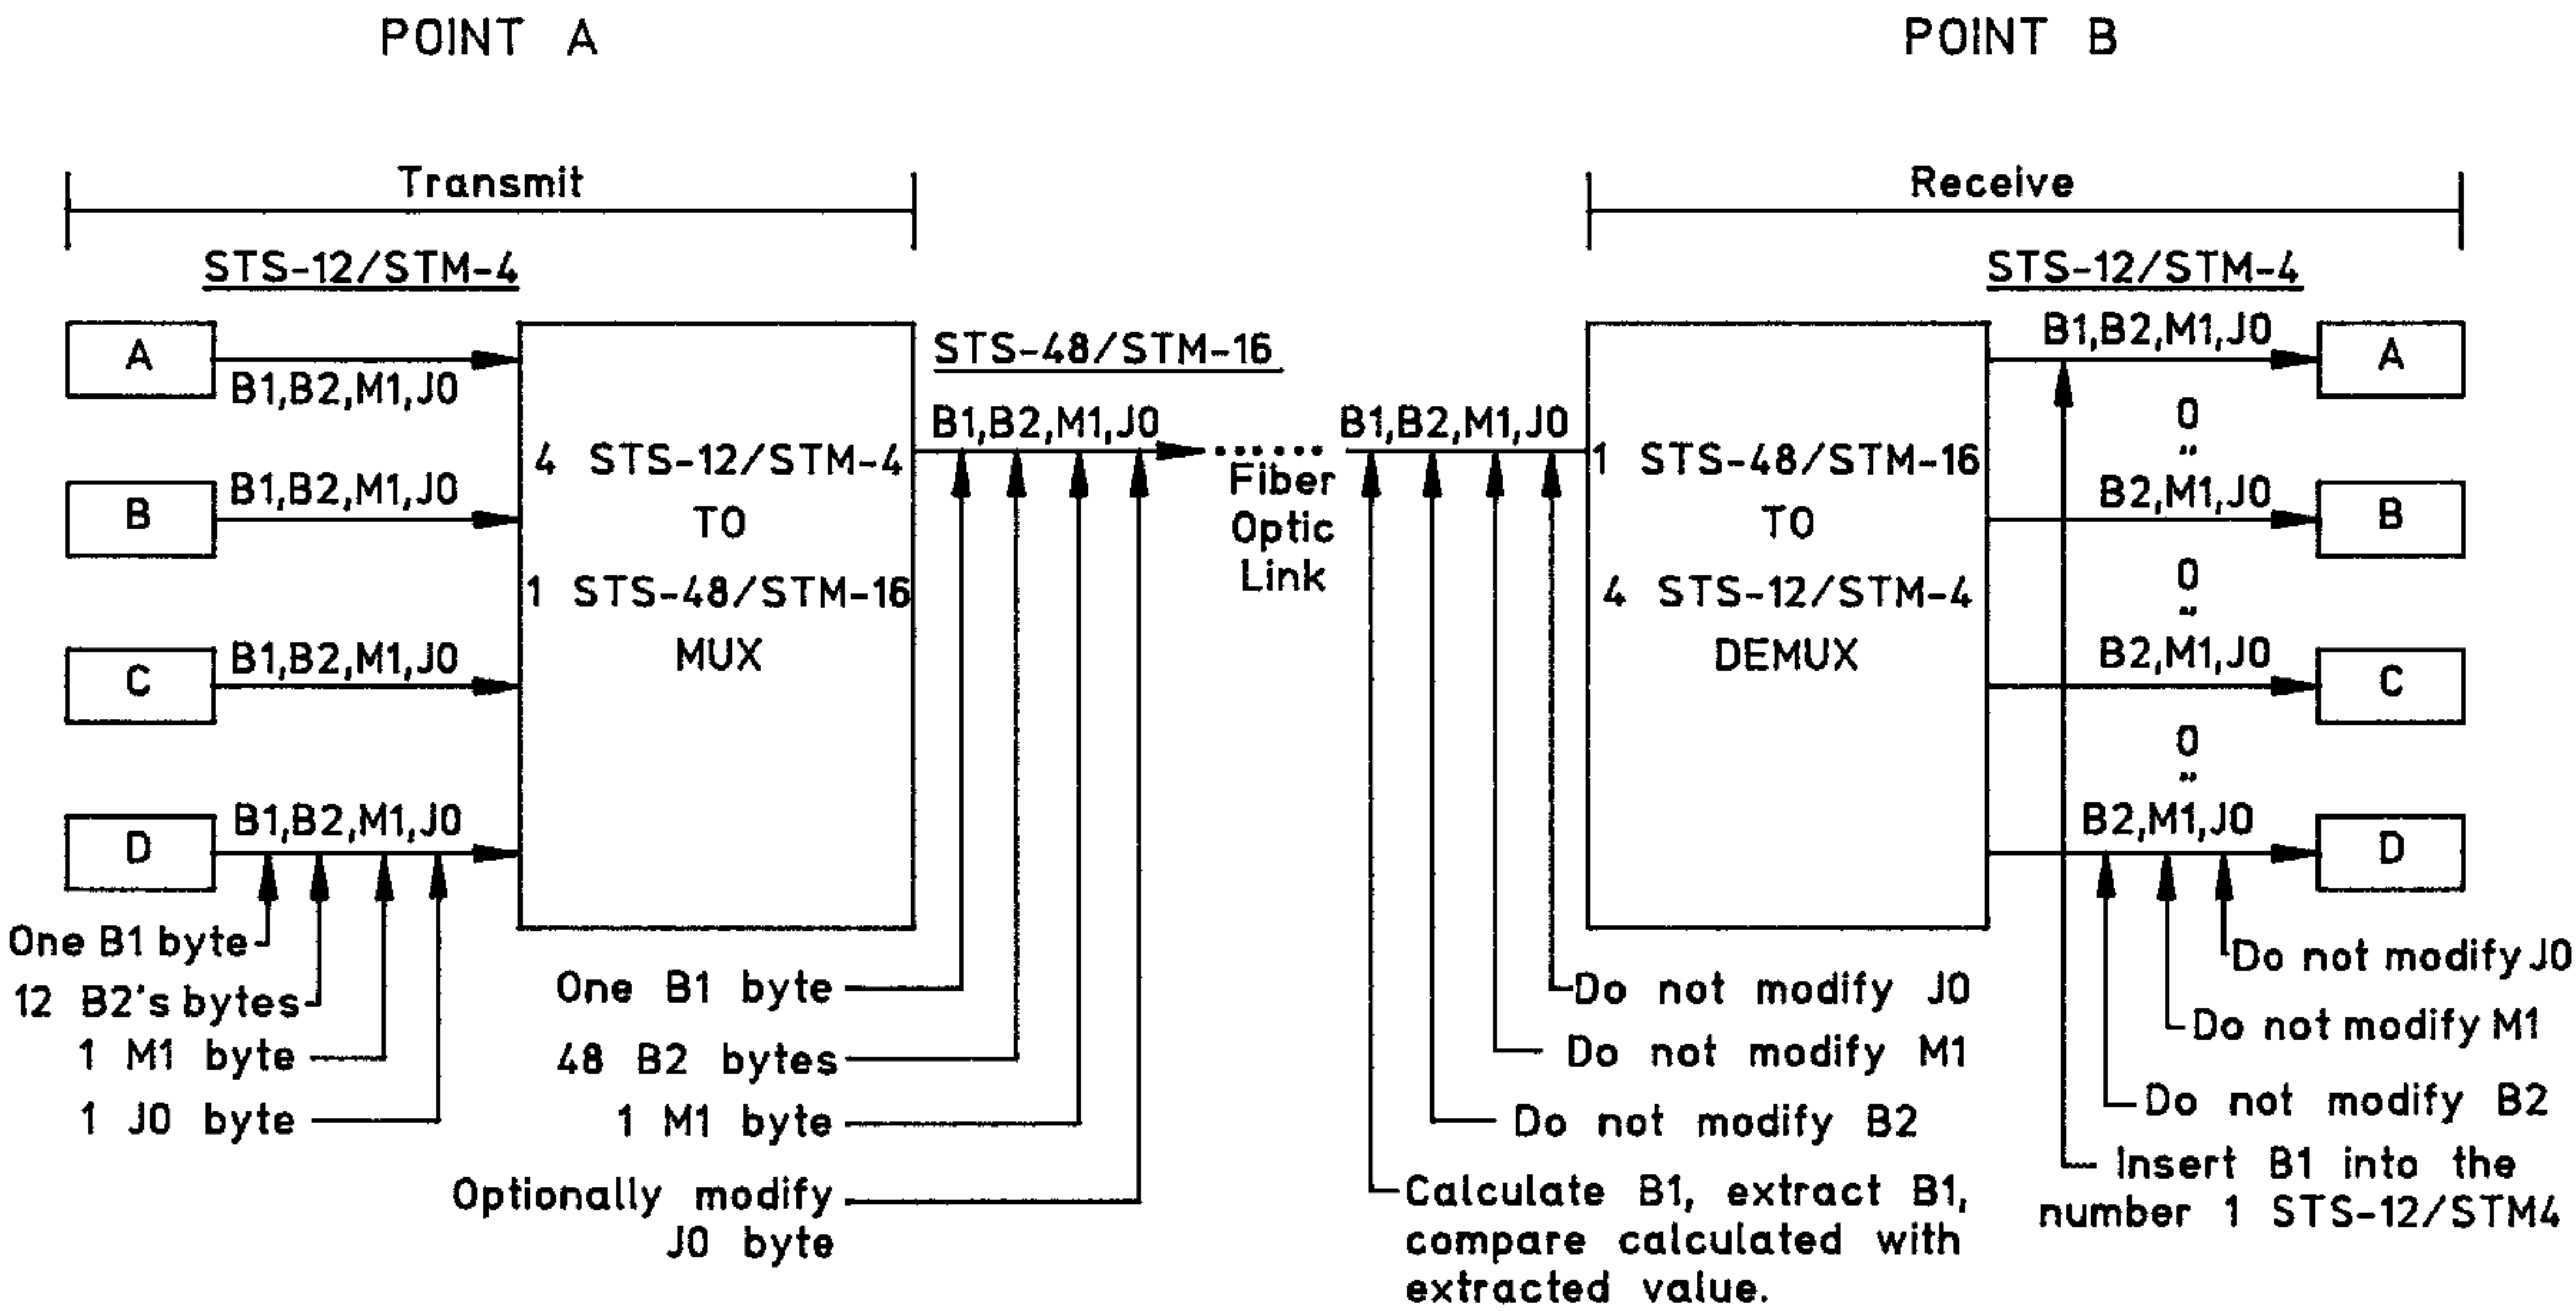 POINT A
POINT B
Transmit
Receive
STS-12/STM-4
STS-12/STM-4
A
B1,B2,M1,J0
B
B1,B2,M1,J0
C
B1,B2,M1,J0
D
B1,B2,M1,J0
One B1 byte
12 B2's bytes
1 M1 byte
1 J0 byte
4 STS-12/STM-4
TO
1 STS-48/STM-16
MUX
STS-48/STM-16
B1,B2,M1,J0
One B1 byte
48 B2 bytes
1 M1 byte
Optionally modify
J0 byte
Fiber
Optic
Link
B1,B2,M1,J0
1 STS-48/STM-16
TO
4 STS-12/STM-4
DEMUX
Do not modify J0
Do not modify M1
Do not modify B2
Calculate B1, extract B1,
compare calculated with
extracted value.
B1,B2,M1,J0
A
0
"
B2,M1,J0
B
0
"
B2,M1,J0
C
0
"
B2,M1,J0
D
Do not modify J0
Do not modify M1
Do not modify B2
Insert B1 into the
number 1 STS-12/STM4